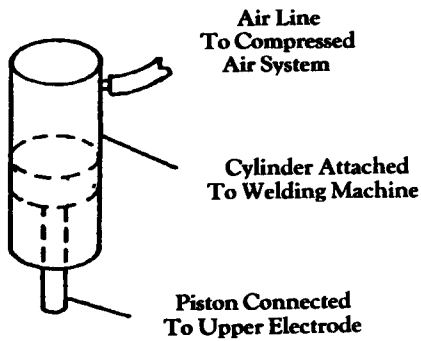 Air Line
To Compressed
Air System
Cylinder Attached
To Welding Machine
Piston Connected
To Upper Electrode